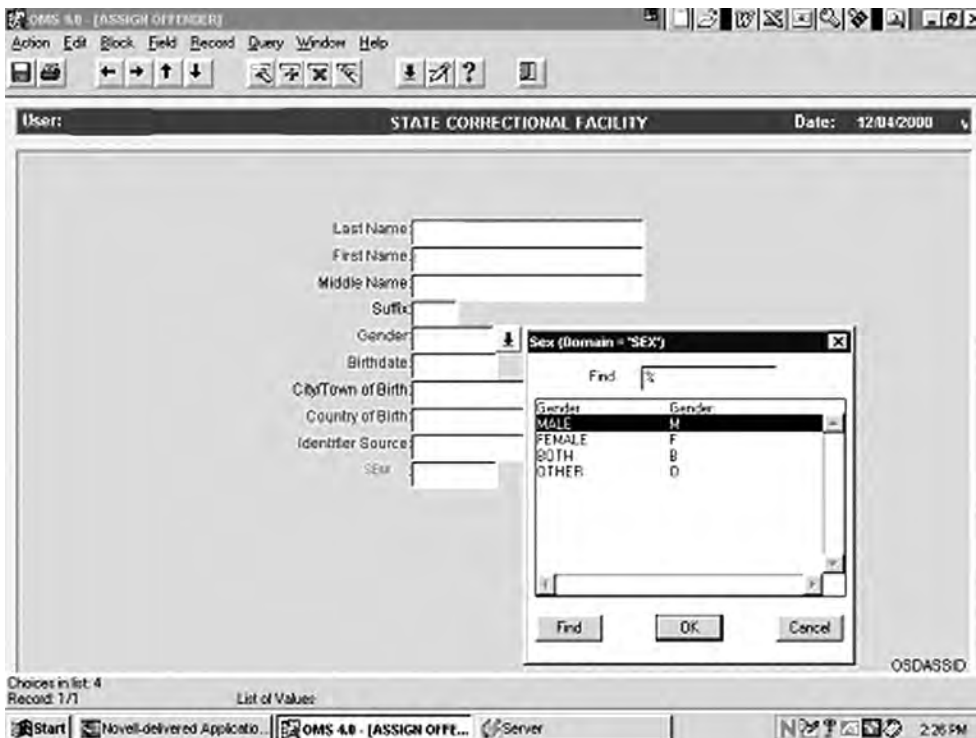 OMS 4.0 - [ASSIGN OFFENDER]
Action Edit Block Field Record Query Window Help
User: STATE CORRECTIONAL FACILITY Date: 12/04/2000
Last Name:
First Name:
Middle Name:
Suffix:
Gender
Birthdate:
City/Town of Birth:
Country of Birth:
Identifier Source:
Sex (Domain = "SEX")
Find %
Gender Gender
MALE M
FEMALE F
BOTH B
OTHER O
Find OK Cancel
OSDASSID
Choices in list: 4
Record: 1/1 List of Values
Start Novell-delivered Applicatio... OMS 4.0 - [ASSIGN OFFE... Server 2:26 PM